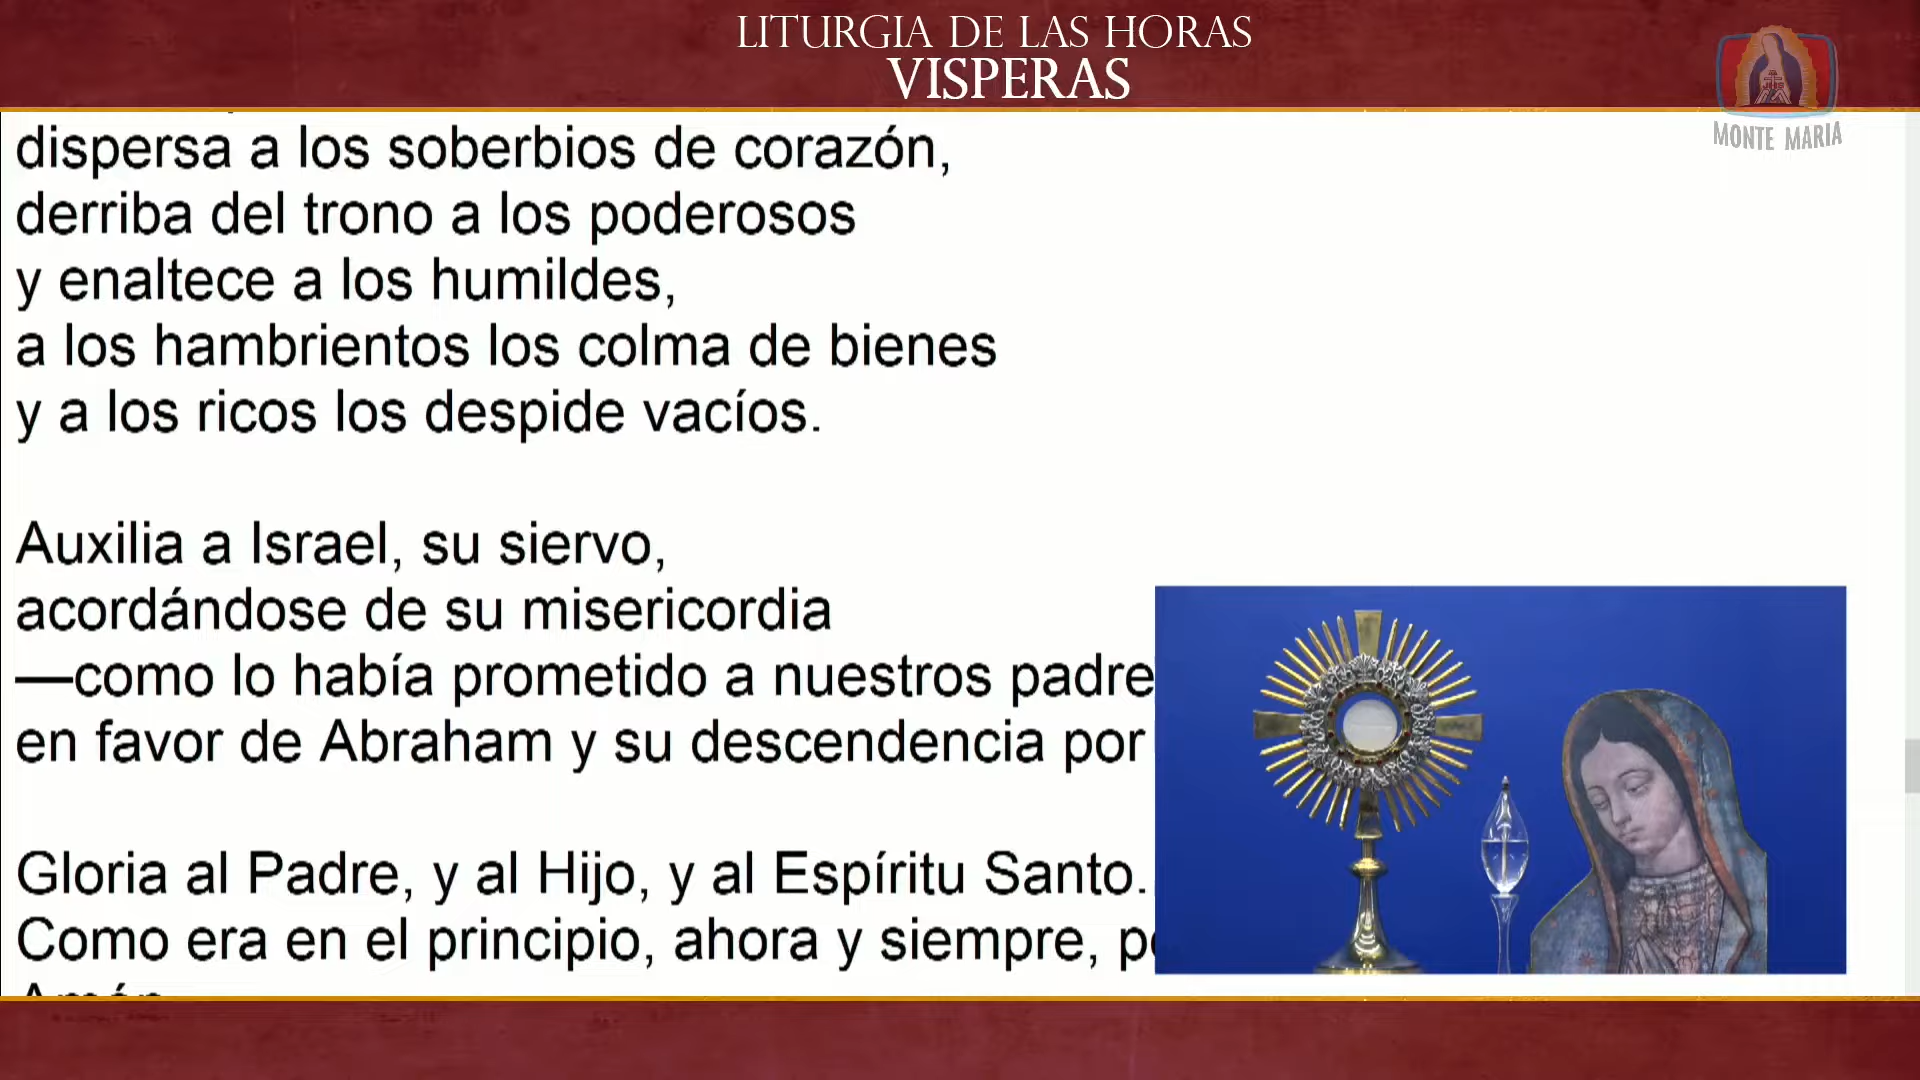 LITURGIA DE LAS HORAS
VISPERAS
MONTE MARIA
dispersa a los soberbios de corazón,
derriba del trono a los poderosos
y enaltece a los humildes,
a los hambrientos los colma de bienes
y a los ricos los despide vacíos.
Auxilia a Israel, su siervo,
acordándose de su misericordia
—como lo había prometido a nuestros padre
en favor de Abraham y su descendencia por
Gloria al Padre, y al Hijo, y al Espíritu Santo.
Como era en el principio, ahora y siempre,